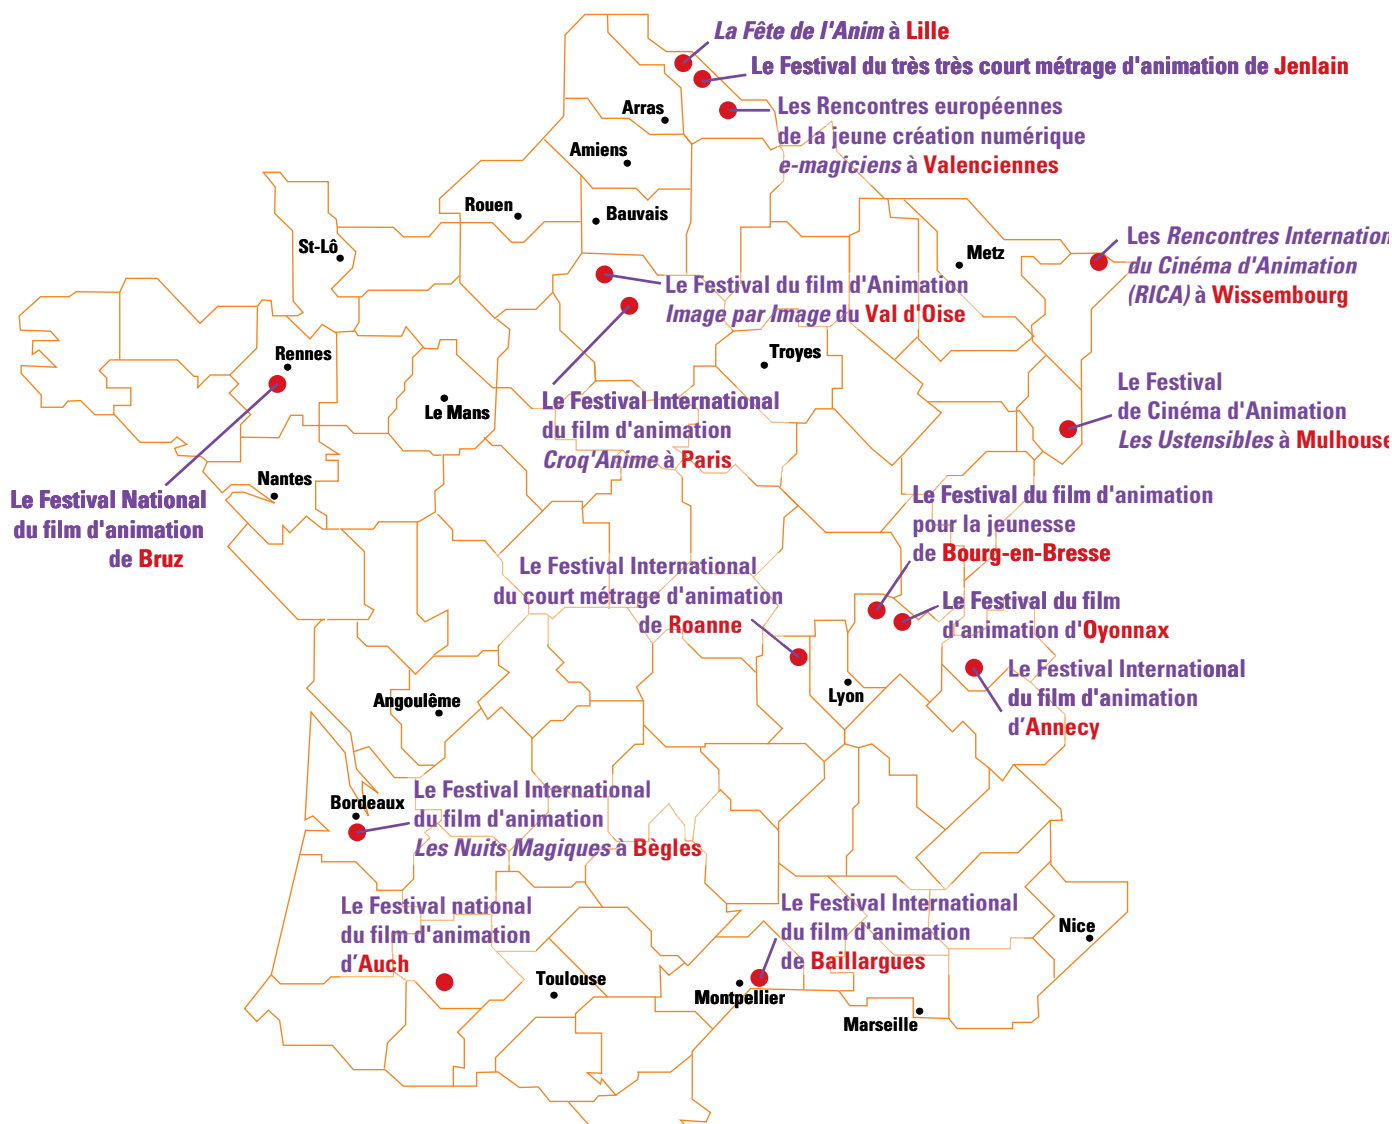 La Fête de l'Anim à Lille
Le Festival du très très court métrage d'animation de Jenlain
Les Rencontres européennes
de la jeune création numérique
e-magiciens à Valenciennes
Arras
Amiens
Rouen
Bauvais
St-Lô
Metz
Les Rencontres Internation
du Cinéma d'Animation
(RICA) à Wissembourg
Le Festival du film d'Animation
Image par Image du Val d'Oise
Rennes
Troyes
Le Mans
Le Festival International
du film d'animation
Croq'Anime à Paris
Le Festival
de Cinéma d'Animation
Les Ustensibles à Mulhouse
Nantes
Le Festival National
du film d'animation
de Bruz
Le Festival du film d'animation
pour la jeunesse
de Bourg-en-Bresse
Le Festival International
du court métrage d'animation
de Roanne
Le Festival du film
d'animation d'Oyonnax
Lyon
Le Festival International
du film d'animation
d'Annecy
Angoulême
Bordeaux
Le Festival International
du film d'animation
Les Nuits Magiques à Bègles
Le Festival national
du film d'animation
d'Auch
Le Festival International
du film d'animation
de Baillargues
Nice
Toulouse
Montpellier
Marseille